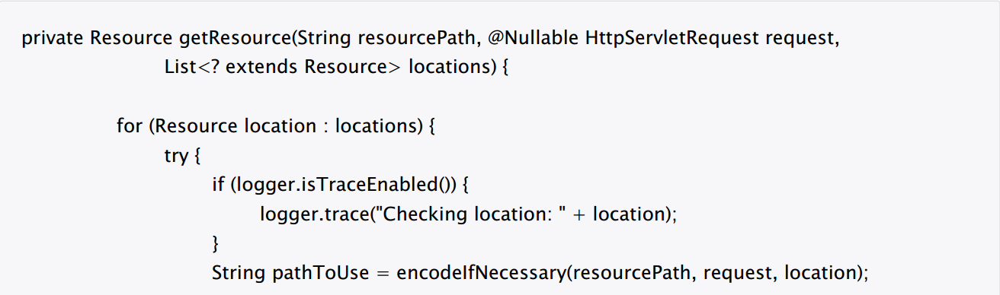 private Resource getResource(String resourcePath, @Nullable HttpServletRequest request,
List<? extends Resource> locations) {
for (Resource location : locations) {
try {
if (logger.isTraceEnabled()) {
logger.trace("Checking location: " + location);
}
String pathToUse = encodeIfNecessary(resourcePath, request, location);